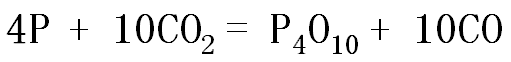 4P + 10CO₂ = P₄O₁₀ + 10CO